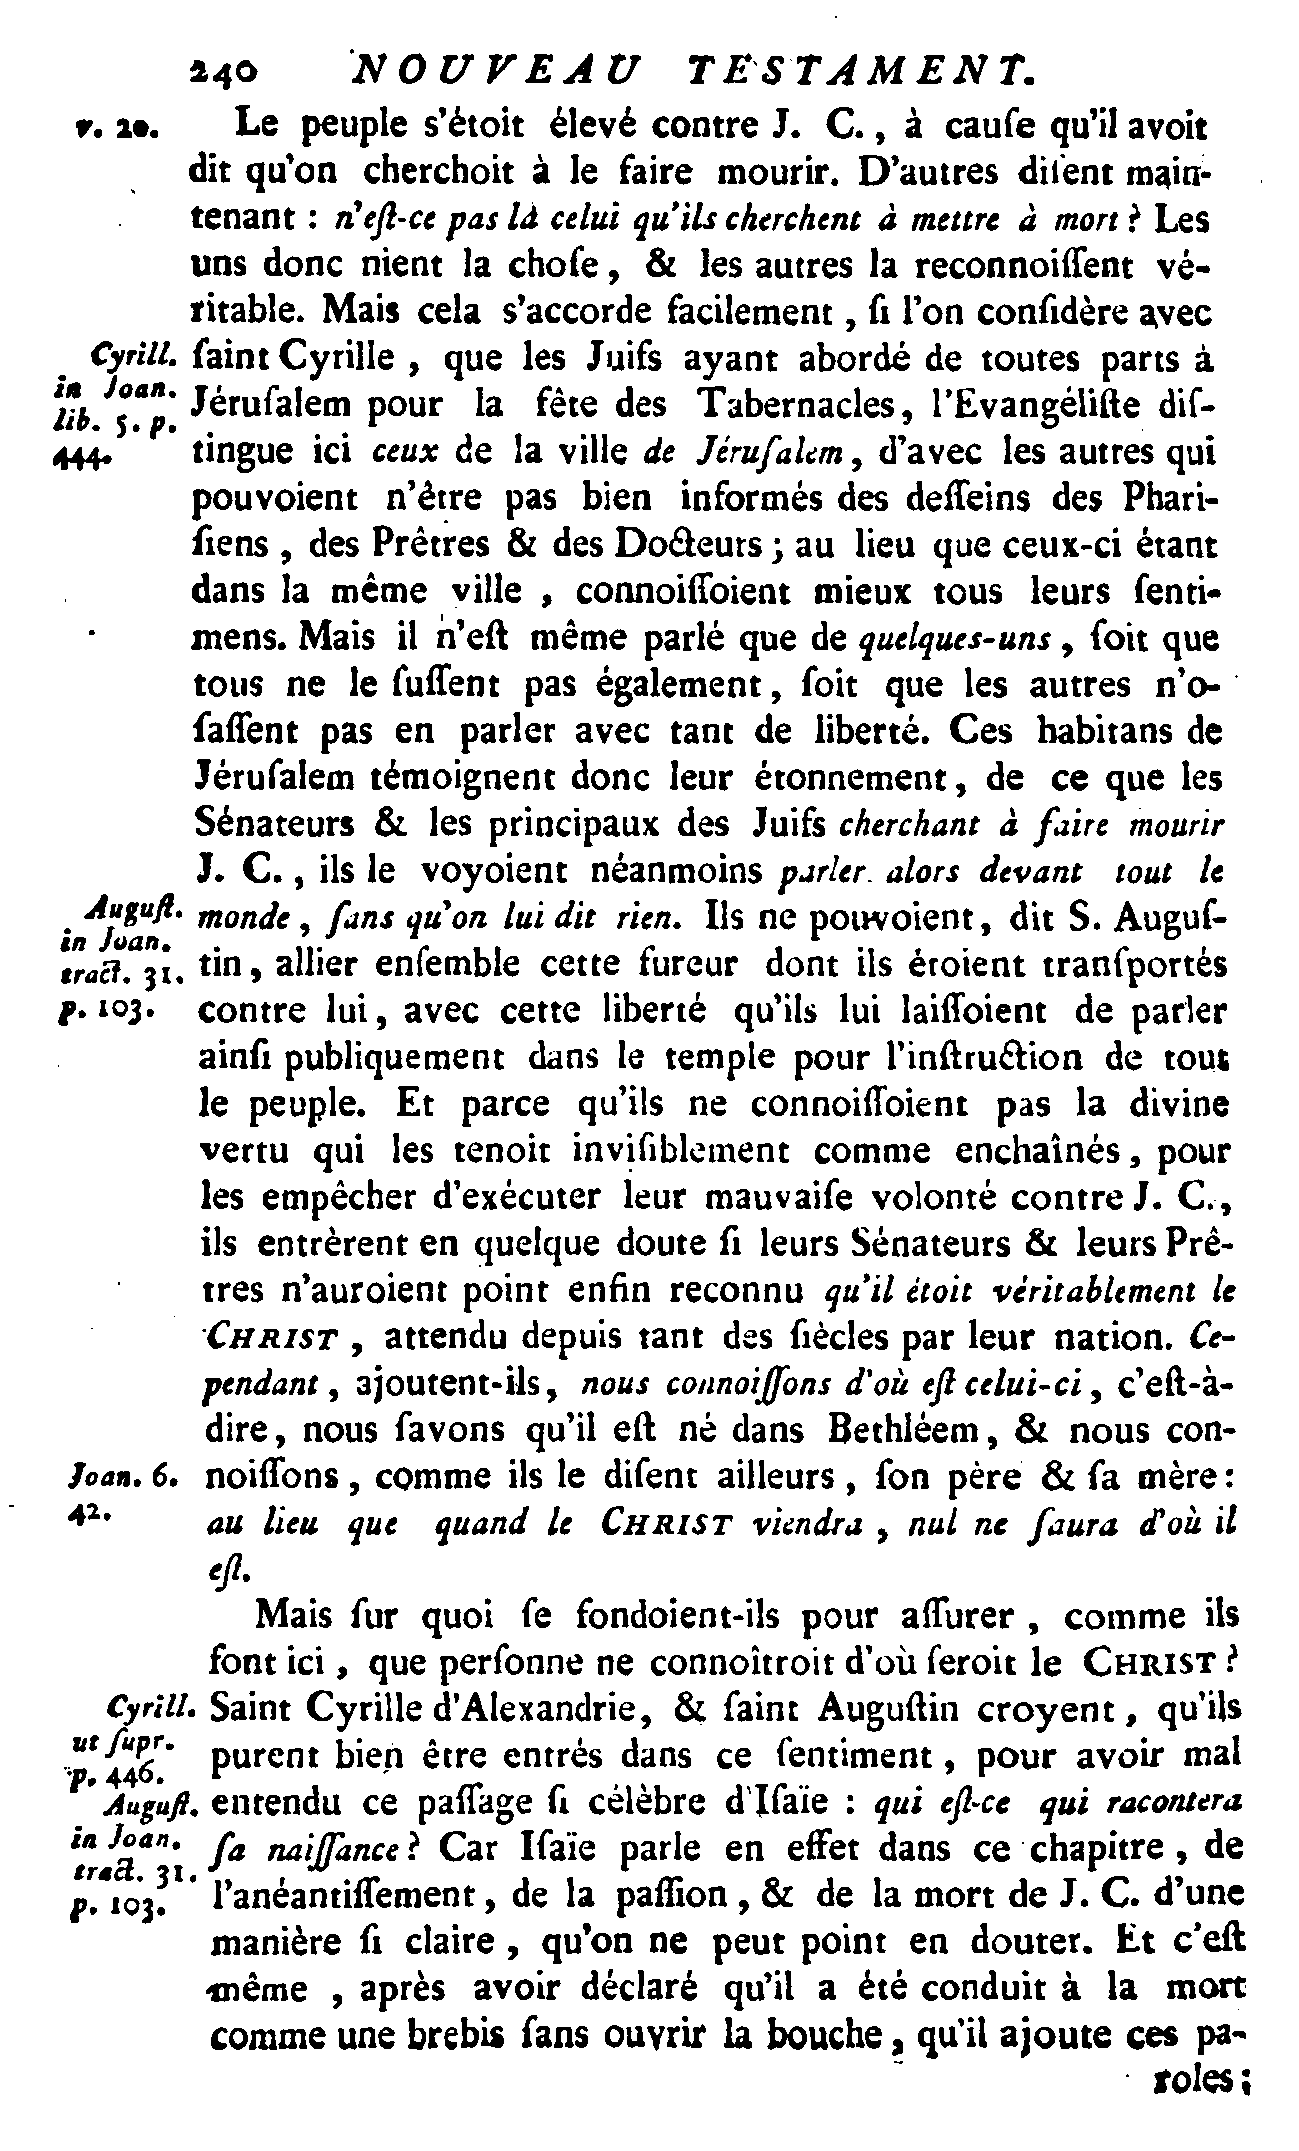 240 NOUVEAU TESTAMENT.
v. 20. Le peuple s'étoit élevé contre J. C., à cauſe qu'il avoit
dit qu'on cherchoit à le faire mourir. D'autres diſent main-
tenant : n'eſt-ce pas là celui qu'ils cherchent à mettre à mort ? Les
uns donc nient la choſe, & les autres la reconnoiſſent vé-
ritable. Mais cela s'accorde facilement, ſi l'on conſidère avec
Cyrill. ſaint Cyrille, que les Juifs ayant abordé de toutes parts à
in Joan.
lib. 5. p. Jéruſalem pour la fête des Tabernacles, l'Evangéliſte diſ-
444. tingue ici ceux de la ville de Jéruſalem, d'avec les autres qui
pouvoient n'être pas bien informés des deſſeins des Phari-
ſiens, des Prêtres & des Docteurs ; au lieu que ceux-ci étant
dans la même ville, connoiſſoient mieux tous leurs ſenti-
mens. Mais il n'eſt même parlé que de quelques-uns, ſoit que
tous ne le fuſſent pas également, ſoit que les autres n'o-
ſaſſent pas en parler avec tant de liberté. Ces habitans de
Jéruſalem témoignent donc leur étonnement, de ce que les
Sénateurs & les principaux des Juifs cherchant à faire mourir
J. C., ils le voyoient néanmoins parler alors devant tout le
Auguſt. monde, ſans qu'on lui dit rien. Ils ne pouvoient, dit S. Auguſ-
in Joan.
tract. 31. tin, allier enſemble cette fureur dont ils étoient tranſportés
p. 103. contre lui, avec cette liberté qu'ils lui laiſſoient de parler
ainſi publiquement dans le temple pour l'inſtruction de tout
le peuple. Et parce qu'ils ne connoiſſoient pas la divine
vertu qui les tenoit inviſiblement comme enchaînés, pour
les empêcher d'exécuter leur mauvaiſe volonté contre J. C.,
ils entrèrent en quelque doute ſi leurs Sénateurs & leurs Prê-
tres n'auroient point enfin reconnu qu'il étoit véritablement le
CHRIST, attendu depuis tant des ſiècles par leur nation. Ce-
pendant, ajoutent-ils, nous connoiſſons d'où eſt celui-ci, c'eſt-à-
dire, nous ſavons qu'il eſt né dans Bethléem, & nous con-
Joan. 6. noiſſons, comme ils le diſent ailleurs, ſon père & ſa mère :
42. au lieu que quand le CHRIST viendra, nul ne ſaura d'où il
eſt.
Mais ſur quoi ſe fondoient-ils pour aſſurer, comme ils
font ici, que perſonne ne connoîtroit d'où ſeroit le CHRIST ?
Cyrill. Saint Cyrille d'Alexandrie, & ſaint Auguſtin croyent, qu'ils
ut ſupr.
p. 446. purent bien être entrés dans ce ſentiment, pour avoir mal
Auguſt. entendu ce paſſage ſi célèbre d'Iſaïe : qui eſt-ce qui racontera
in Joan. ſa naiſſance ? Car Iſaïe parle en effet dans ce chapitre, de
tract. 31.
p. 103. l'anéantiſſement, de la paſſion, & de la mort de J. C. d'une
manière ſi claire, qu'on ne peut point en douter. Et c'eſt
même, après avoir déclaré qu'il a été conduit à la mort
comme une brebis ſans ouvrir la bouche, qu'il ajoute ces pa-
roles ;